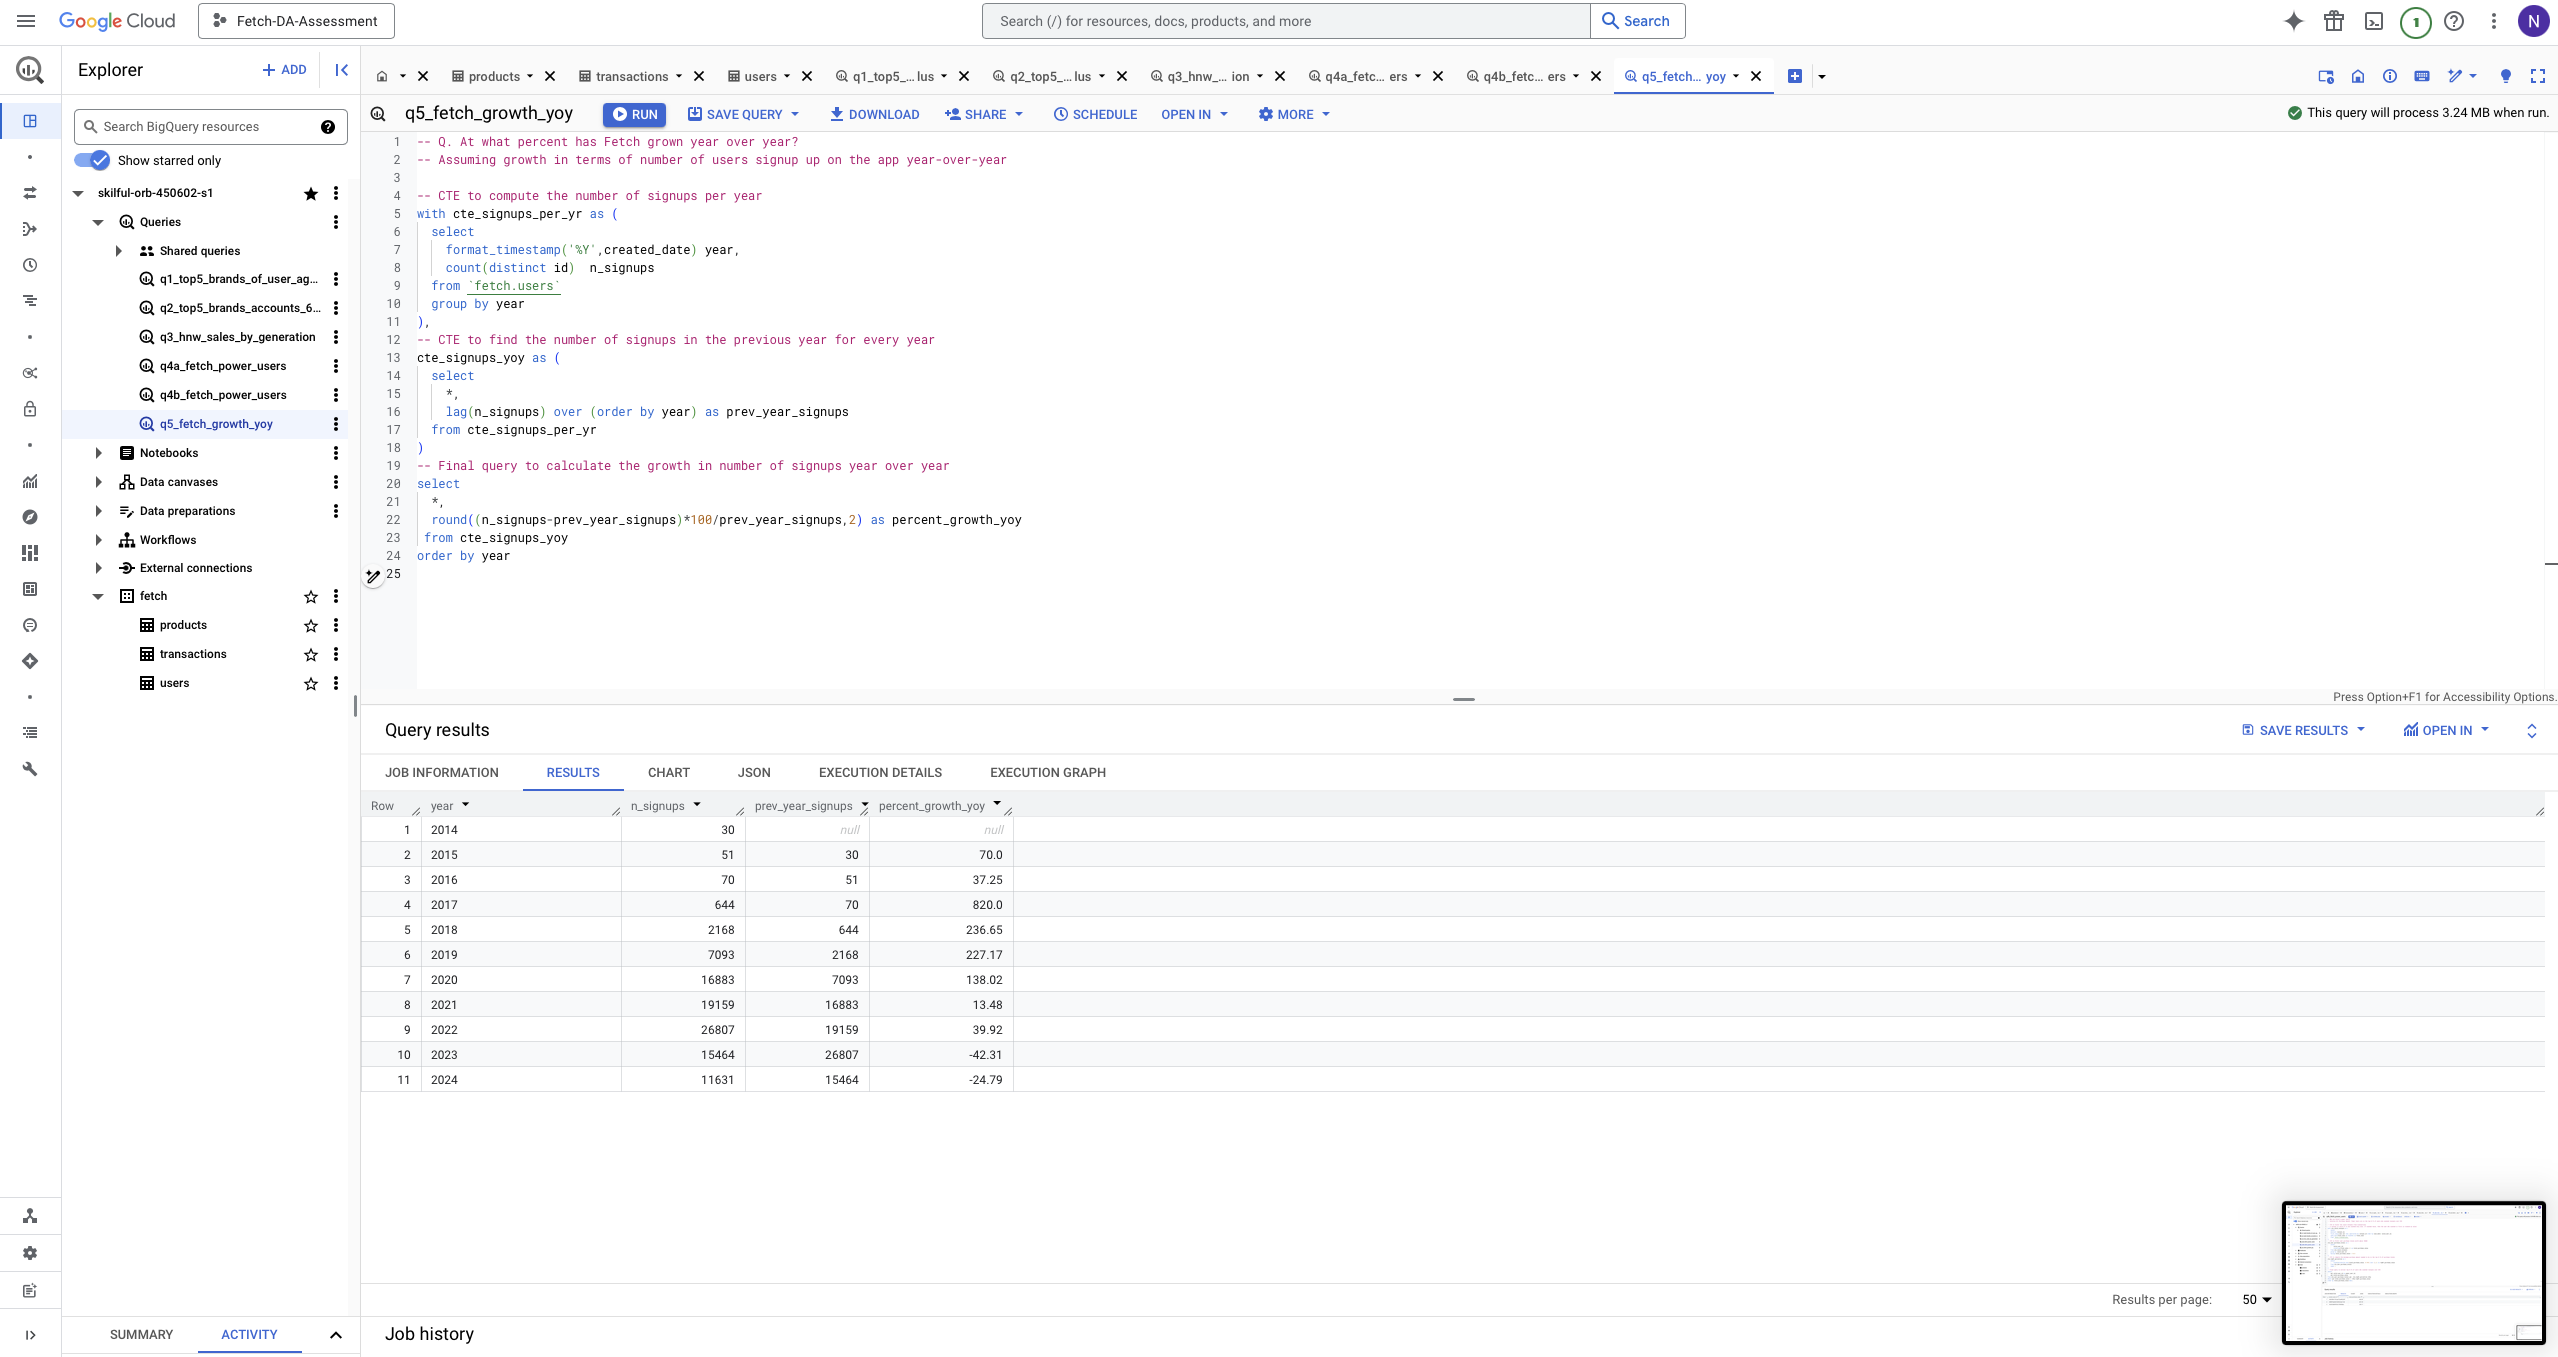 Google Cloud
Fetch-DA-Assessment
Search (/) for resources, docs, products, and more
Search
1
N
Explorer
+ ADD
Search BigQuery resources
Show starred only
skilful-orb-450602-s1
Queries
Shared queries
q1_top5_brands_of_user_ag...
q2_top5_brands_accounts_6...
q3_hnw_sales_by_generation
q4a_fetch_power_users
q4b_fetch_power_users
q5_fetch_growth_yoy
Notebooks
Data canvases
Data preparations
Workflows
External connections
fetch
products
transactions
users
SUMMARY
ACTIVITY
products
transactions
users
q1_top5_... lus
q2_top5_... lus
q3_hnw_... ion
q4a_fetc... ers
q4b_fetc... ers
q5_fetch... yoy
q5_fetch_growth_yoy
RUN
SAVE QUERY
DOWNLOAD
SHARE
SCHEDULE
OPEN IN
MORE
This query will process 3.24 MB when run.
1 -- Q. At what percent has Fetch grown year over year?
2 -- Assuming growth in terms of number of users signup up on the app year-over-year
3
4 -- CTE to compute the number of signups per year
5 with cte_signups_per_yr as (
6 select
7 format_timestamp('%Y',created_date) year,
8 count(distinct id)  n_signups
9 from `fetch.users`
10 group by year
11 ),
12 -- CTE to find the number of signups in the previous year for every year
13 cte_signups_yoy as (
14 select
15 *,
16 lag(n_signups) over (order by year) as prev_year_signups
17 from cte_signups_per_yr
18 )
19 -- Final query to calculate the growth in number of signups year over year
20 select
21 *,
22 round((n_signups-prev_year_signups)*100/prev_year_signups,2) as percent_growth_yoy
23 from cte_signups_yoy
24 order by year
25
Press Option+F1 for Accessibility Options.
Query results
SAVE RESULTS
OPEN IN
JOB INFORMATION
RESULTS
CHART
JSON
EXECUTION DETAILS
EXECUTION GRAPH
Row year n_signups prev_year_signups percent_growth_yoy
1 2014 30 null null
2 2015 51 30 70.0
3 2016 70 51 37.25
4 2017 644 70 820.0
5 2018 2168 644 236.65
6 2019 7093 2168 227.17
7 2020 16883 7093 138.02
8 2021 19159 16883 13.48
9 2022 26807 19159 39.92
10 2023 15464 26807 -42.31
11 2024 11631 15464 -24.79
Results per page: 50
Job history